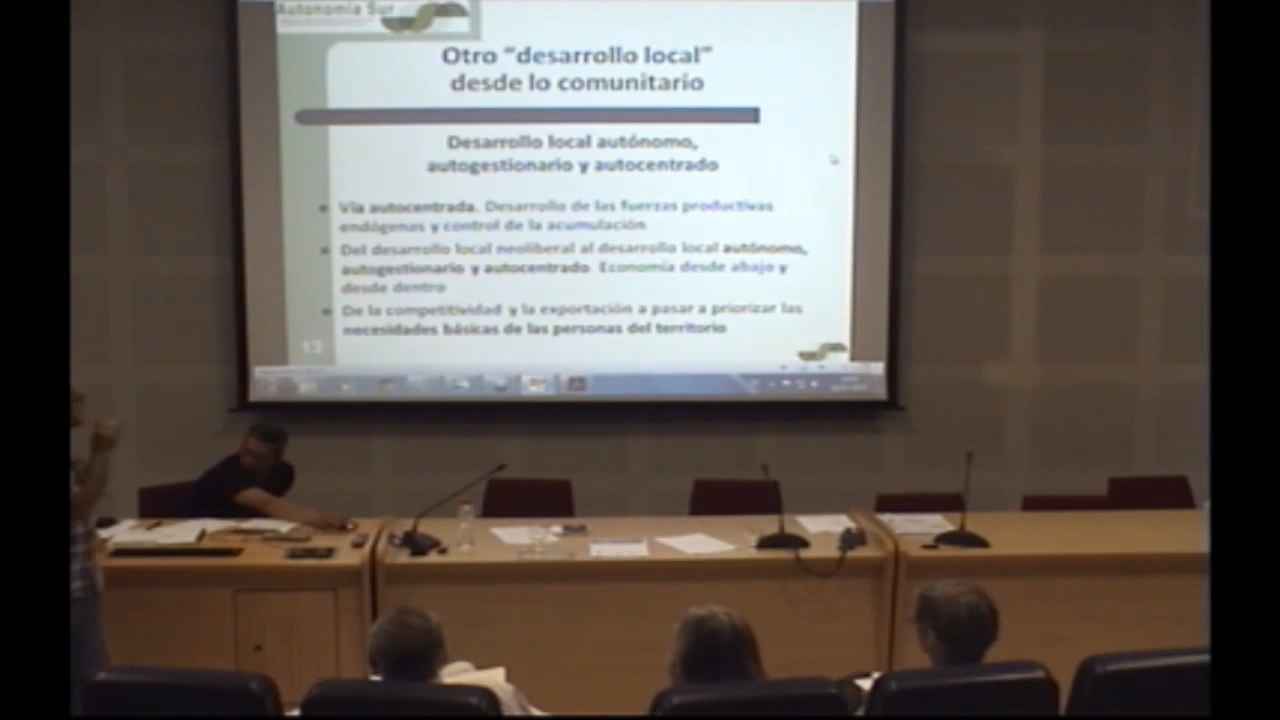 Autonomía Sur
Otro “desarrollo local”
desde lo comunitario
Desarrollo local autónomo,
autogestionario y autocentrado
• Vía autocentrada. Desarrollo de las fuerzas productivas
endógenas y control de la acumulación
• Del desarrollo local neoliberal al desarrollo local autónomo,
autogestionario y autocentrado. Economía desde abajo y
desde dentro
• De la competitividad y la exportación a pasar a priorizar las
necesidades básicas de las personas del territorio
13